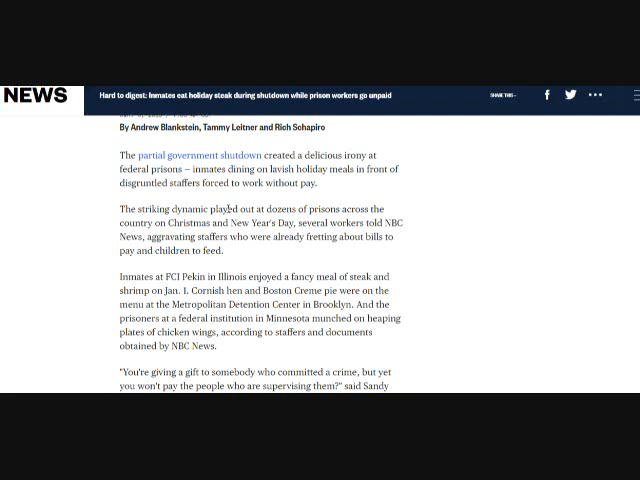 NEWS
Hard to digest: Inmates eat holiday steak during shutdown while prison workers go unpaid
SHARE THIS—
By Andrew Blankstein, Tammy Leitner and Rich Schapiro
The partial government shutdown created a delicious irony at
federal prisons — inmates dining on lavish holiday meals in front of
disgruntled staffers forced to work without pay.
The striking dynamic played out at dozens of prisons across the
country on Christmas and New Year's Day, several workers told NBC
News, aggravating staffers who were already fretting about bills to
pay and children to feed.
Inmates at FCI Pekin in Illinois enjoyed a fancy meal of steak and
shrimp on Jan. 1. Cornish hen and Boston Creme pie were on the
menu at the Metropolitan Detention Center in Brooklyn. And the
prisoners at a federal institution in Minnesota munched on heaping
plates of chicken wings, according to staffers and documents
obtained by NBC News.
"You're giving a gift to somebody who committed a crime, but yet
you won't pay the people who are supervising them?" said Sandy